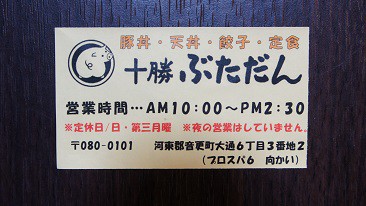 豚丼・天丼・餃子・定食
十勝 ぶただん
営業時間…AM10:00～PM2:30
※定休日/日・第三月曜 ※夜の営業はしていません。
〒080-0101 河東郡音更町大通6丁目3番地2
(プロスパ6 向かい)